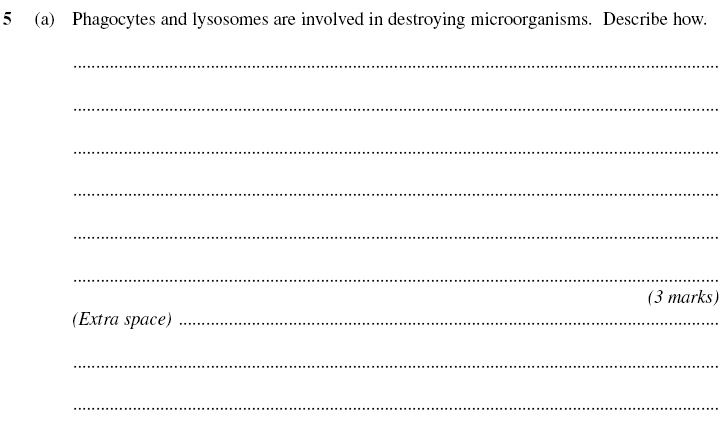 5 (a) Phagocytes and lysosomes are involved in destroying microorganisms. Describe how.
(3 marks)
(Extra space)